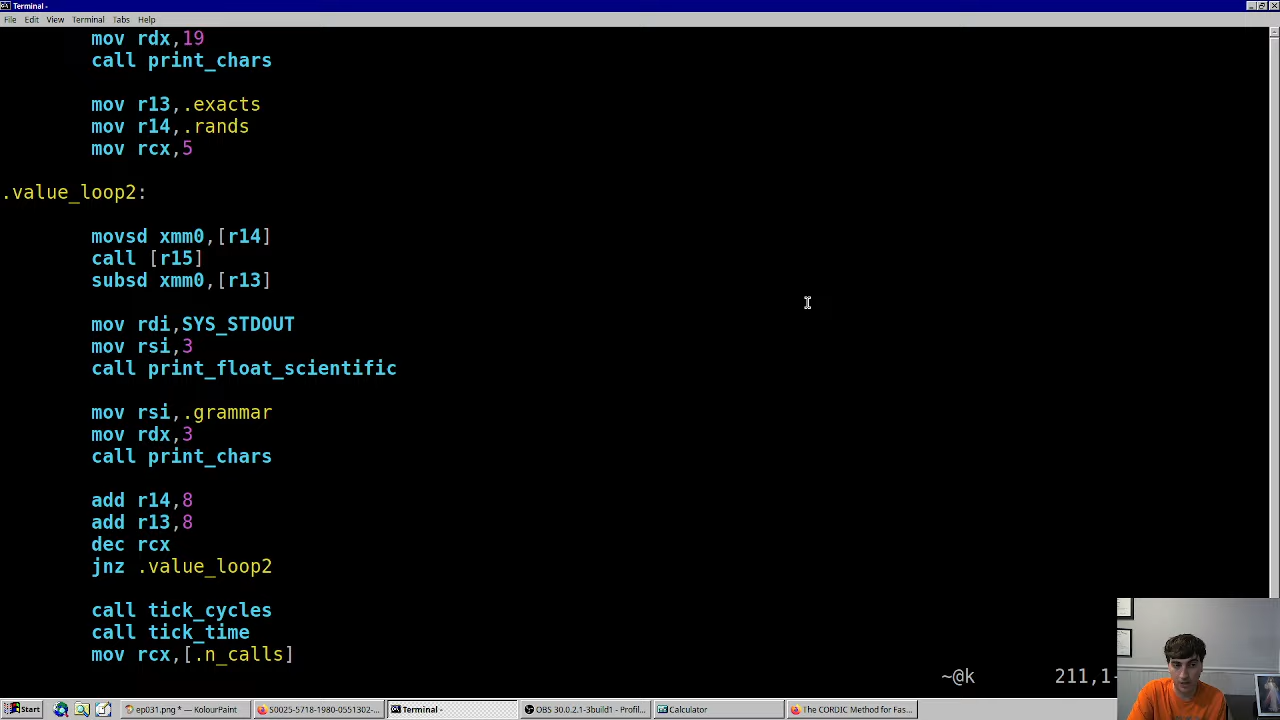 Terminal -
File Edit View Terminal Tabs Help
mov rdx,19
call print_chars
mov r13,.exacts
mov r14,.rands
mov rcx,5
.value_loop2:
movsd xmm0,[r14]
call [r15]
subsd xmm0,[r13]
mov rdi,SYS_STDOUT
mov rsi,3
call print_float_scientific
mov rsi,.grammar
mov rdx,3
call print_chars
add r14,8
add r13,8
dec rcx
jnz .value_loop2
call tick_cycles
call tick_time
mov rcx,[.n_calls]
~@k 211,1-
Start ep031.png * — KolourPaint S0025-5718-1980-0551302-... Terminal - OBS 30.0.2.1-3build1 - Profil... Calculator The CORDIC Method for Fas...